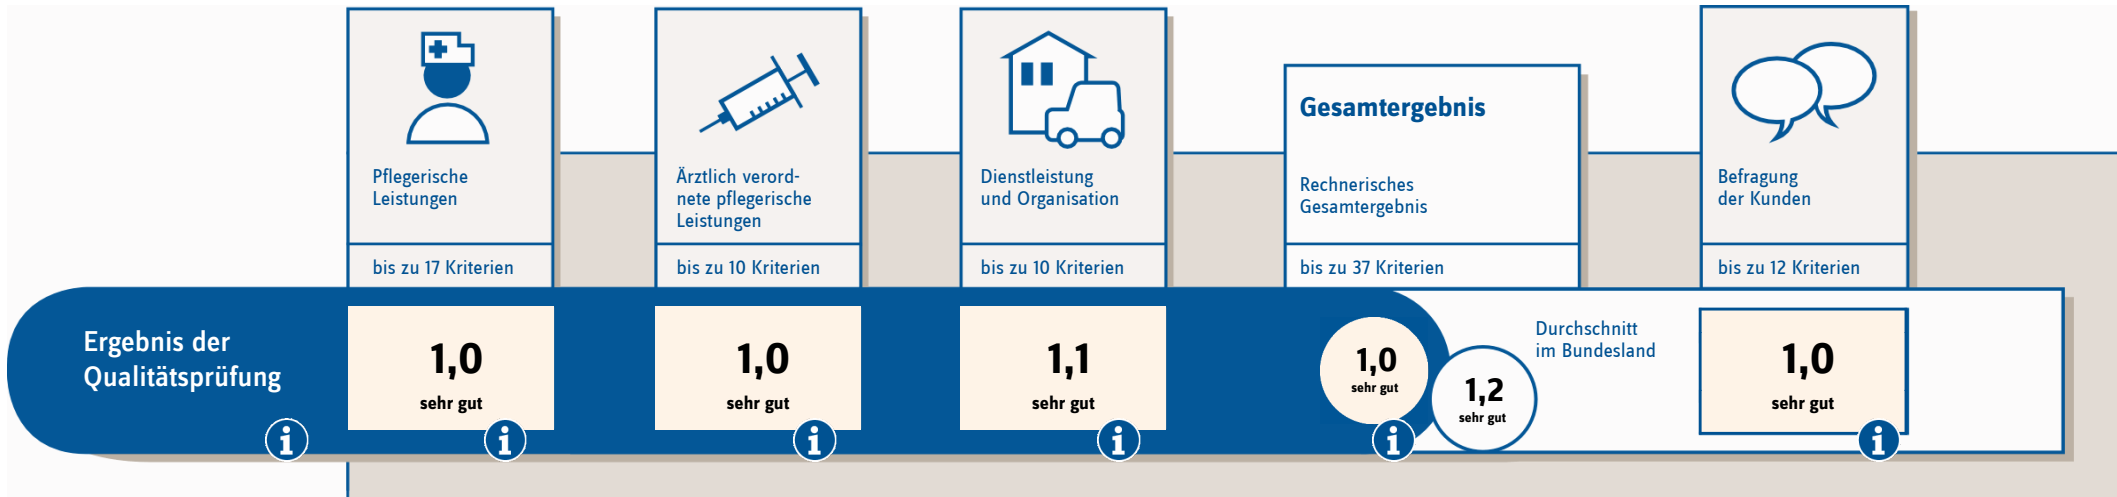 Pflegerische
Leistungen
bis zu 17 Kriterien
Ärztlich verord-
nete pflegerische
Leistungen
bis zu 10 Kriterien
Dienstleistung
und Organisation
bis zu 10 Kriterien
Gesamtergebnis
Rechnerisches
Gesamtergebnis
bis zu 37 Kriterien
Befragung
der Kunden
bis zu 12 Kriterien
Ergebnis der
Qualitätsprüfung
i
1,0
sehr gut
i
1,0
sehr gut
i
1,1
sehr gut
i
1,0
sehr gut
i
1,2
sehr gut
Durchschnitt
im Bundesland
1,0
sehr gut
i